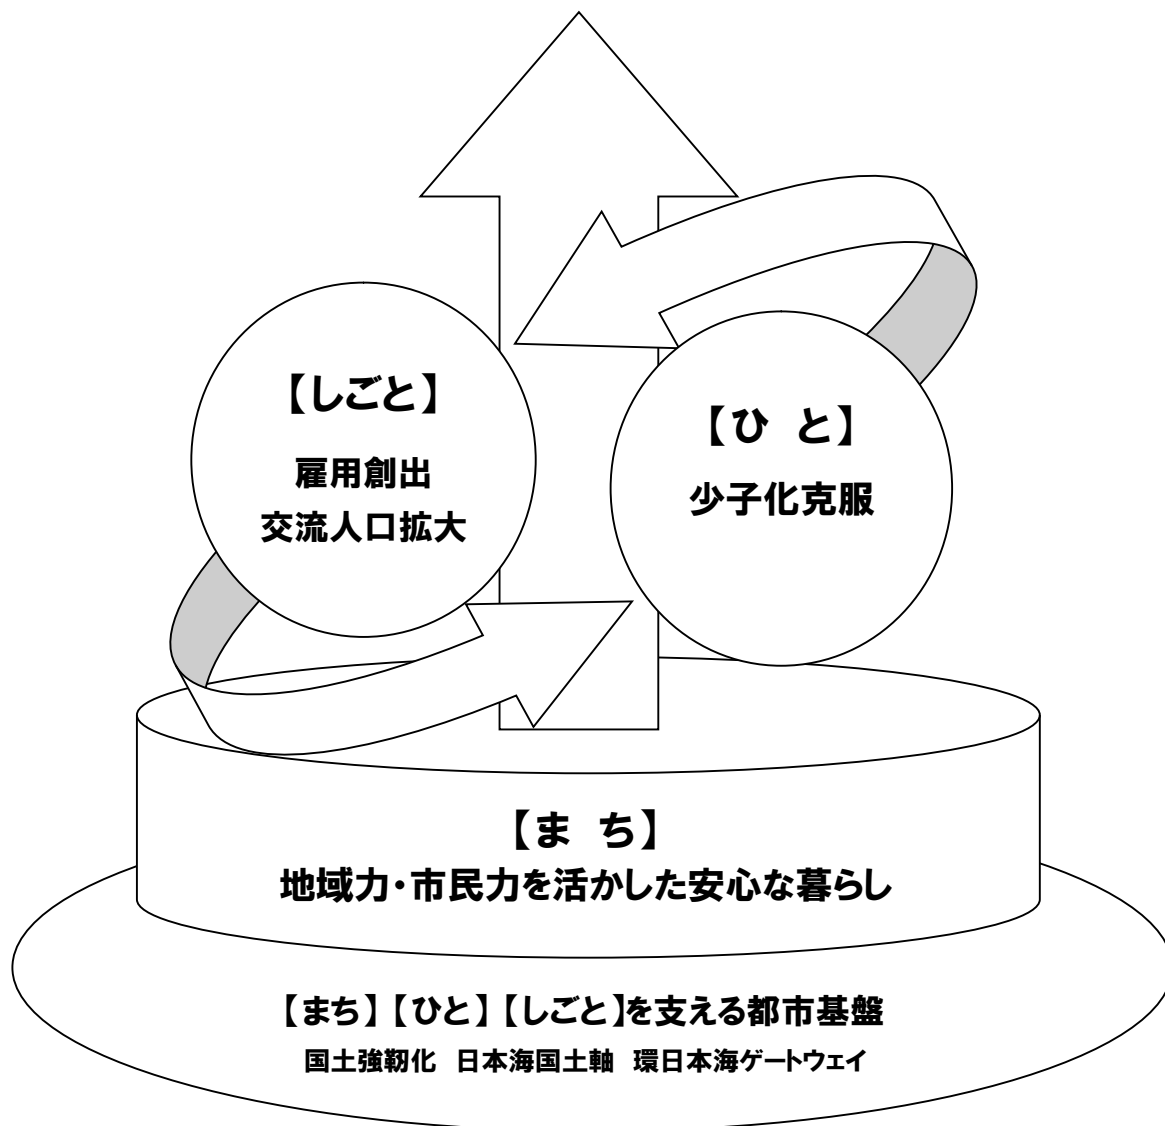 【しごと】
雇用創出
交流人口拡大
【ひ と】
少子化克服
【ま ち】
地域力・市民力を活かした安心な暮らし
【まち】【ひと】【しごと】を支える都市基盤
国土強靭化 日本海国土軸 環日本海ゲートウェイ